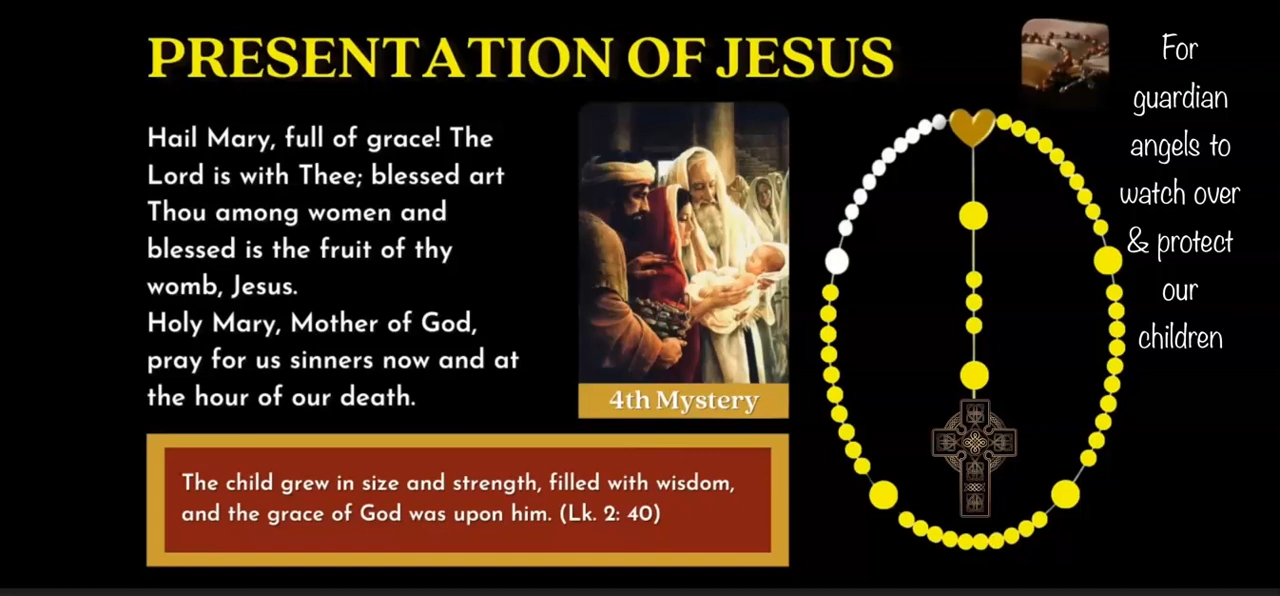 PRESENTATION OF JESUS
Hail Mary, full of grace! The
Lord is with Thee; blessed art
Thou among women and
blessed is the fruit of thy
womb, Jesus.
Holy Mary, Mother of God,
pray for us sinners now and at
the hour of our death.
4th Mystery
The child grew in size and strength, filled with wisdom,
and the grace of God was upon him. (Lk. 2: 40)
For
guardian
angels to
watch over
& protect
our
children